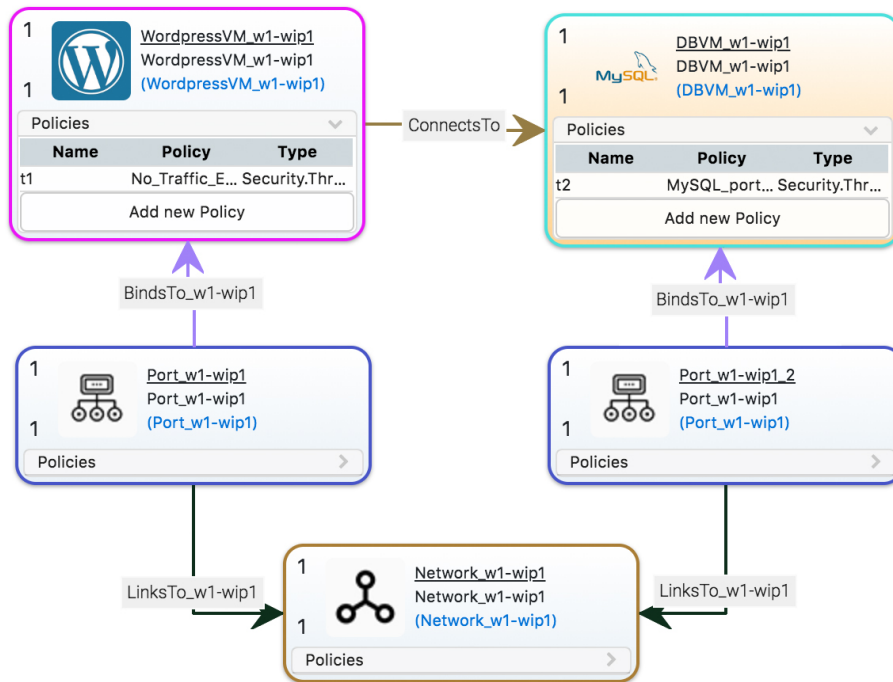 1
1
WordpressVM_w1-wip1
WordpressVM_w1-wip1
(WordpressVM_w1-wip1)
Policies
Name Policy Type
t1 No_Traffic_E... Security.Thr...
Add new Policy
ConnectsTo
1
1
MySQL
DBVM_w1-wip1
DBVM_w1-wip1
(DBVM_w1-wip1)
Policies
Name Policy Type
t2 MySQL_port... Security.Thr...
Add new Policy
BindsTo_w1-wip1
BindsTo_w1-wip1
1
1
Port_w1-wip1
Port_w1-wip1
(Port_w1-wip1)
Policies
1
1
Port_w1-wip1_2
Port_w1-wip1
(Port_w1-wip1)
Policies
LinksTo_w1-wip1
LinksTo_w1-wip1
1
1
Network_w1-wip1
Network_w1-wip1
(Network_w1-wip1)
Policies